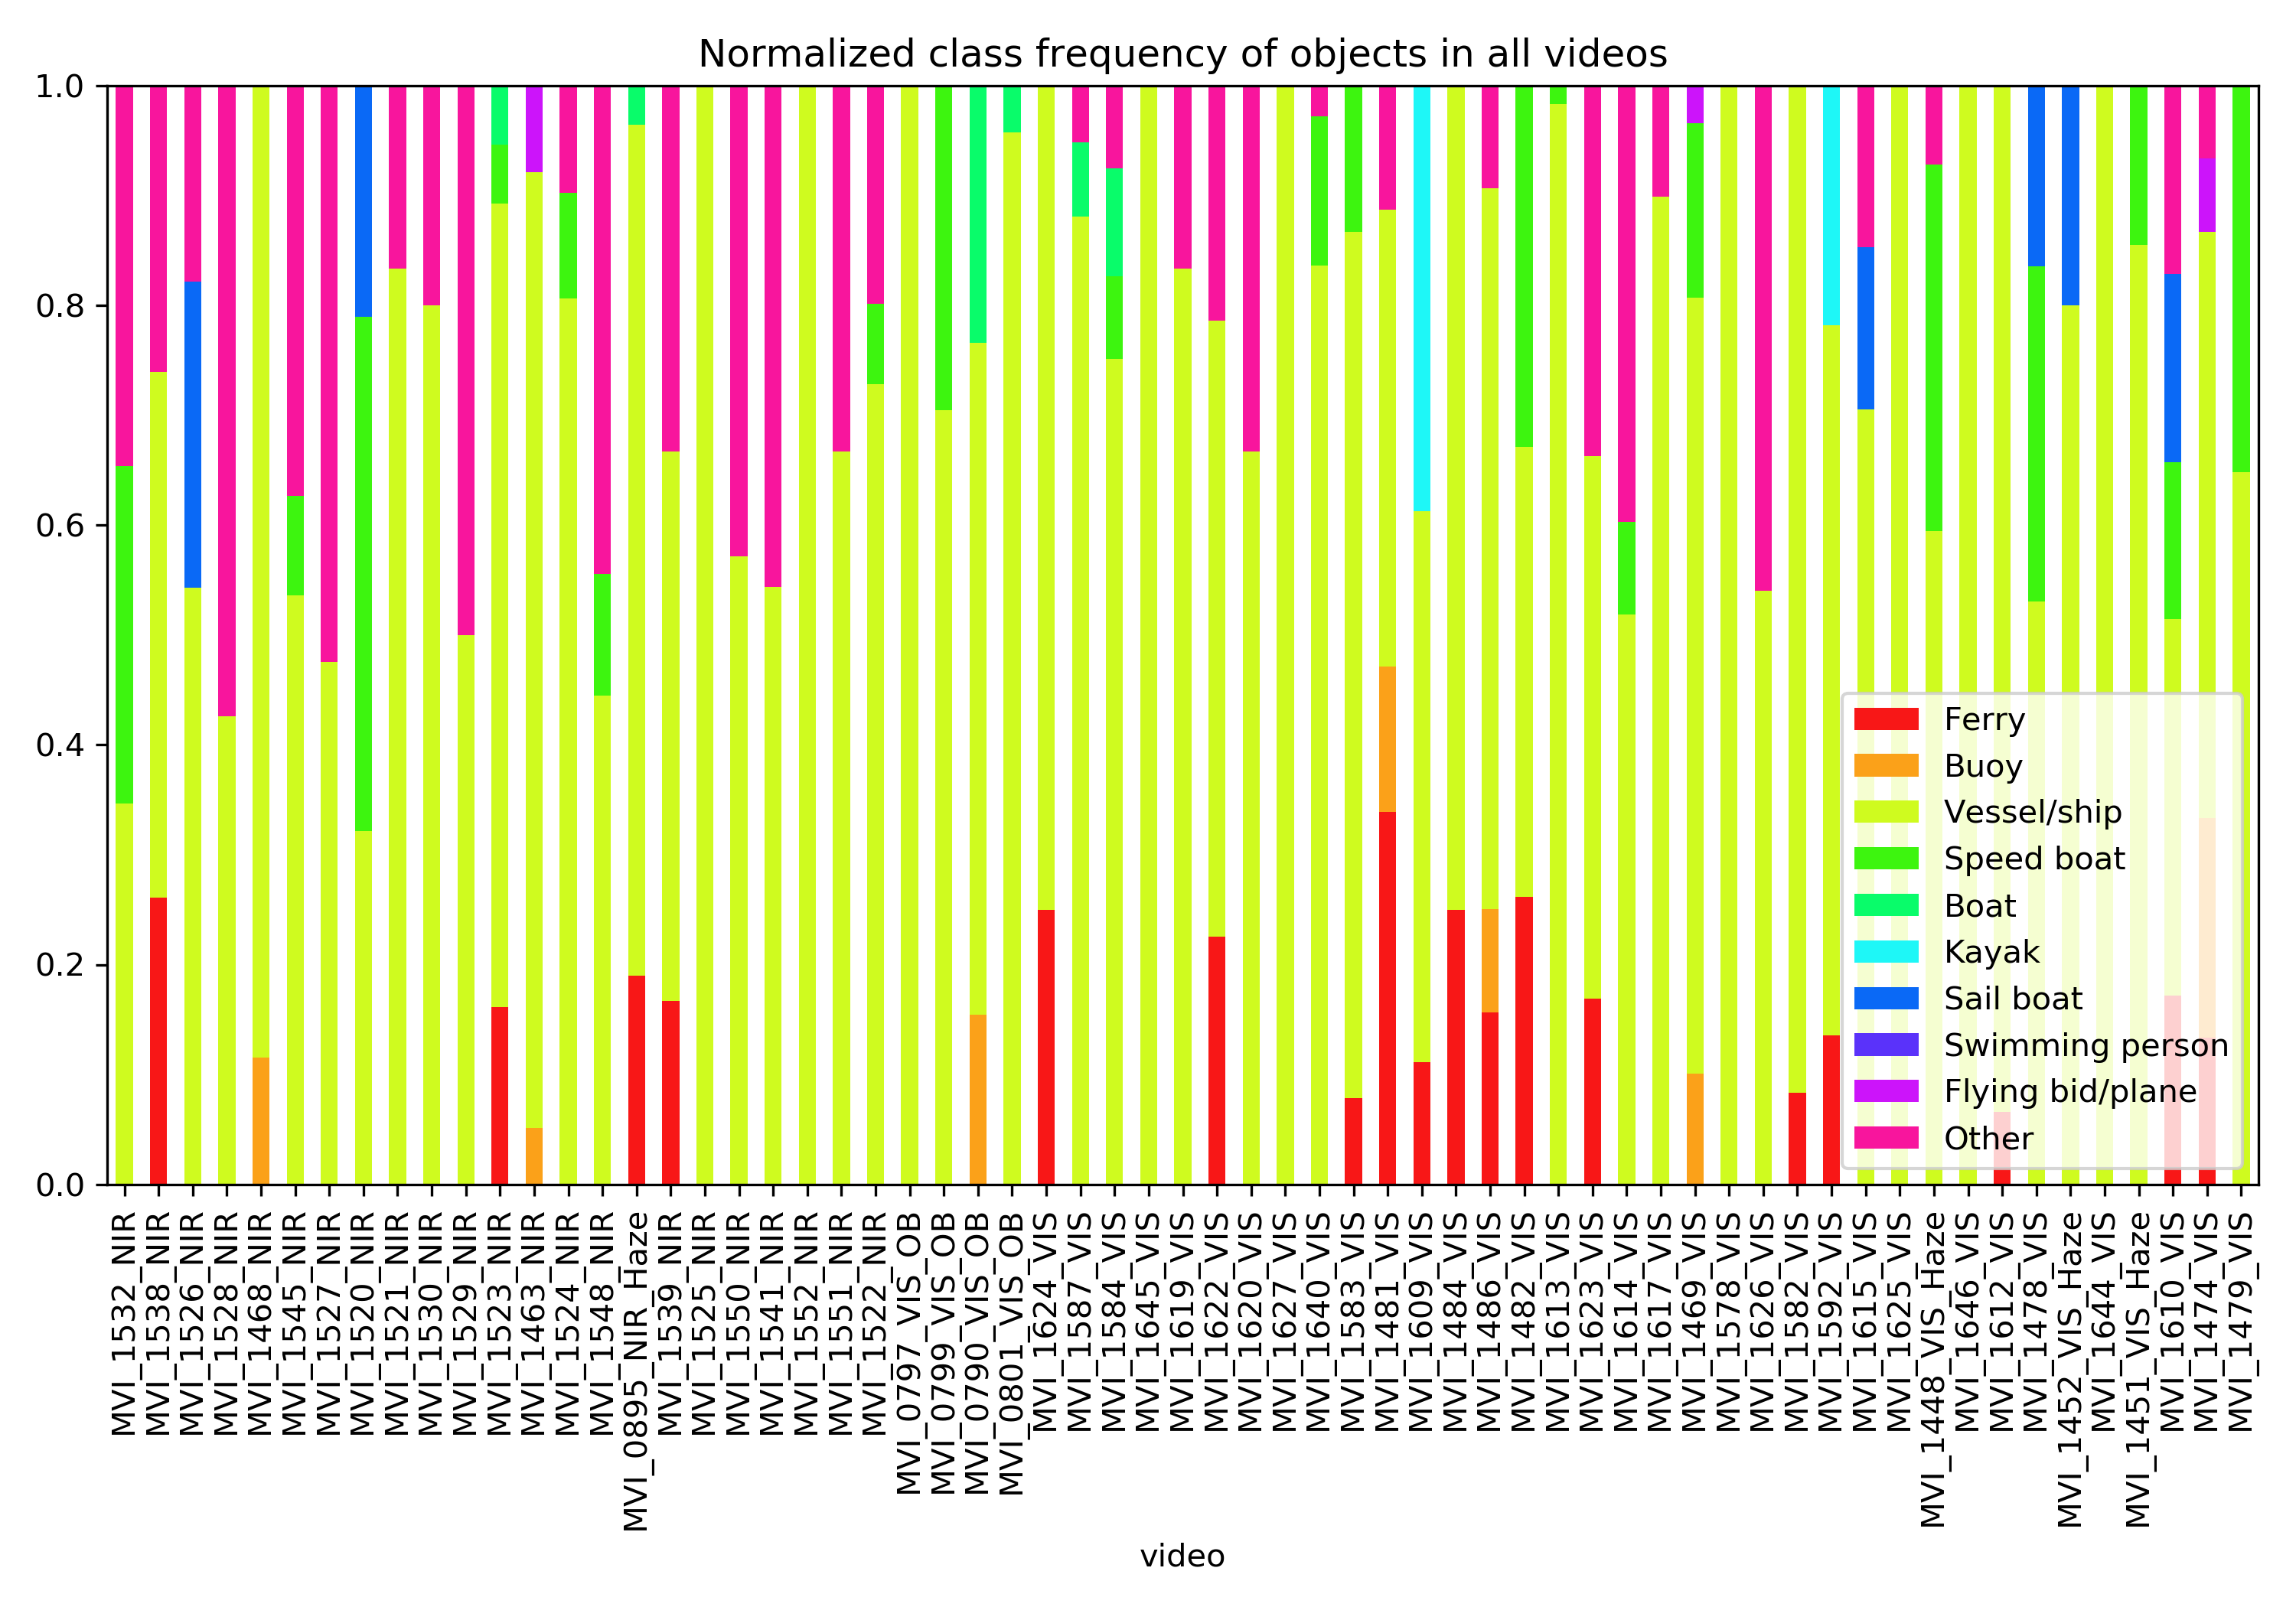 Normalized class frequency of objects in all videos
1.0
0.8
0.6
0.4
0.2
0.0
Ferry
Buoy
Vessel/ship
Speed boat
Boat
Kayak
Sail boat
Swimming person
Flying bid/plane
Other
MVI_1532_NIR
MVI_1538_NIR
MVI_1526_NIR
MVI_1528_NIR
MVI_1468_NIR
MVI_1545_NIR
MVI_1527_NIR
MVI_1520_NIR
MVI_1521_NIR
MVI_1530_NIR
MVI_1529_NIR
MVI_1523_NIR
MVI_1463_NIR
MVI_1524_NIR
MVI_1548_NIR
MVI_0895_NIR_Haze
MVI_1539_NIR
MVI_1525_NIR
MVI_1550_NIR
MVI_1541_NIR
MVI_1552_NIR
MVI_1551_NIR
MVI_1522_NIR
MVI_0797_VIS_OB
MVI_0799_VIS_OB
MVI_0790_VIS_OB
MVI_0801_VIS_OB
MVI_1624_VIS
MVI_1587_VIS
MVI_1584_VIS
MVI_1645_VIS
MVI_1619_VIS
MVI_1622_VIS
MVI_1620_VIS
MVI_1627_VIS
MVI_1640_VIS
MVI_1583_VIS
MVI_1481_VIS
MVI_1609_VIS
MVI_1484_VIS
MVI_1486_VIS
MVI_1482_VIS
MVI_1613_VIS
MVI_1623_VIS
MVI_1614_VIS
MVI_1617_VIS
MVI_1469_VIS
MVI_1578_VIS
MVI_1626_VIS
MVI_1582_VIS
MVI_1592_VIS
MVI_1615_VIS
MVI_1625_VIS
MVI_1448_VIS_Haze
MVI_1646_VIS
MVI_1612_VIS
MVI_1478_VIS
MVI_1452_VIS_Haze
MVI_1644_VIS
MVI_1451_VIS_Haze
MVI_1610_VIS
MVI_1474_VIS
MVI_1479_VIS
video